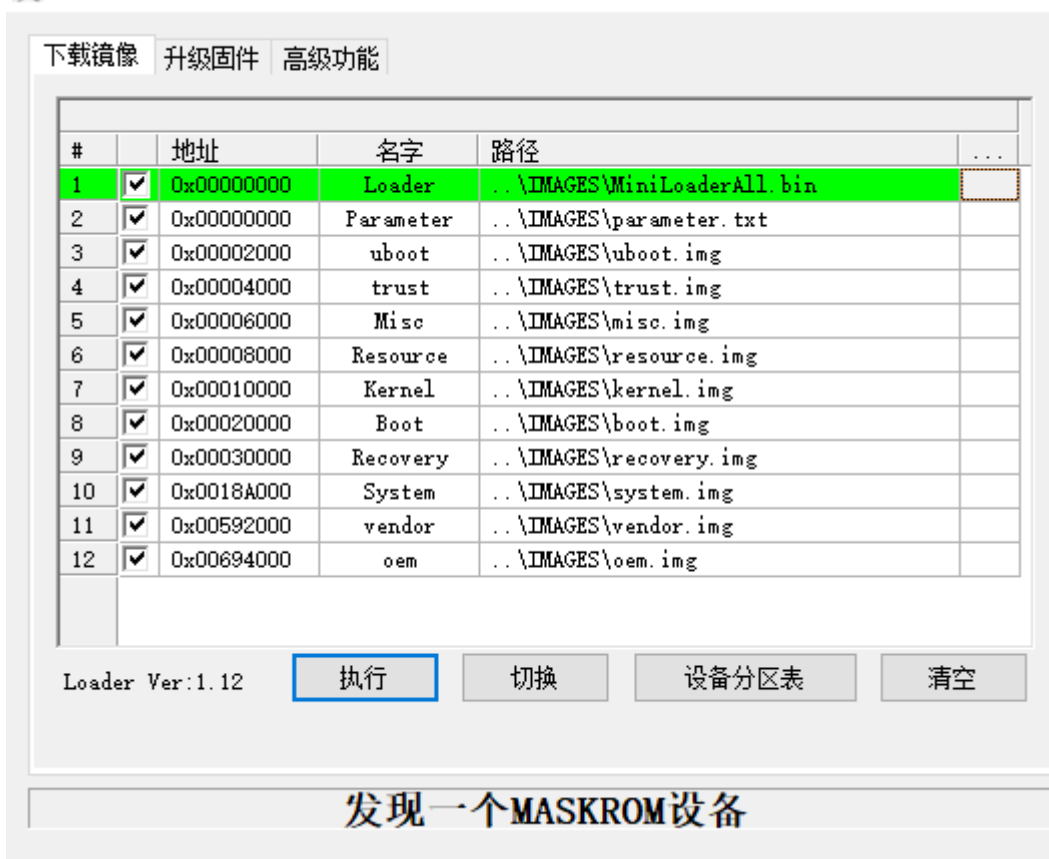 下载镜像 升级固件 高级功能
# 地址 名字 路径 ...
1 0x00000000 Loader ..\IMAGES\MiniLoaderAll.bin
2 0x00000000 Parameter ..\IMAGES\parameter.txt
3 0x00002000 uboot ..\IMAGES\uboot.img
4 0x00004000 trust ..\IMAGES\trust.img
5 0x00006000 Misc ..\IMAGES\misc.img
6 0x00008000 Resource ..\IMAGES\resource.img
7 0x00010000 Kernel ..\IMAGES\kernel.img
8 0x00020000 Boot ..\IMAGES\boot.img
9 0x00030000 Recovery ..\IMAGES\recovery.img
10 0x0018A000 System ..\IMAGES\system.img
11 0x00592000 vendor ..\IMAGES\vendor.img
12 0x00694000 oem ..\IMAGES\oem.img
Loader Ver:1.12 执行 切换 设备分区表 清空
发现一个MASKROM设备